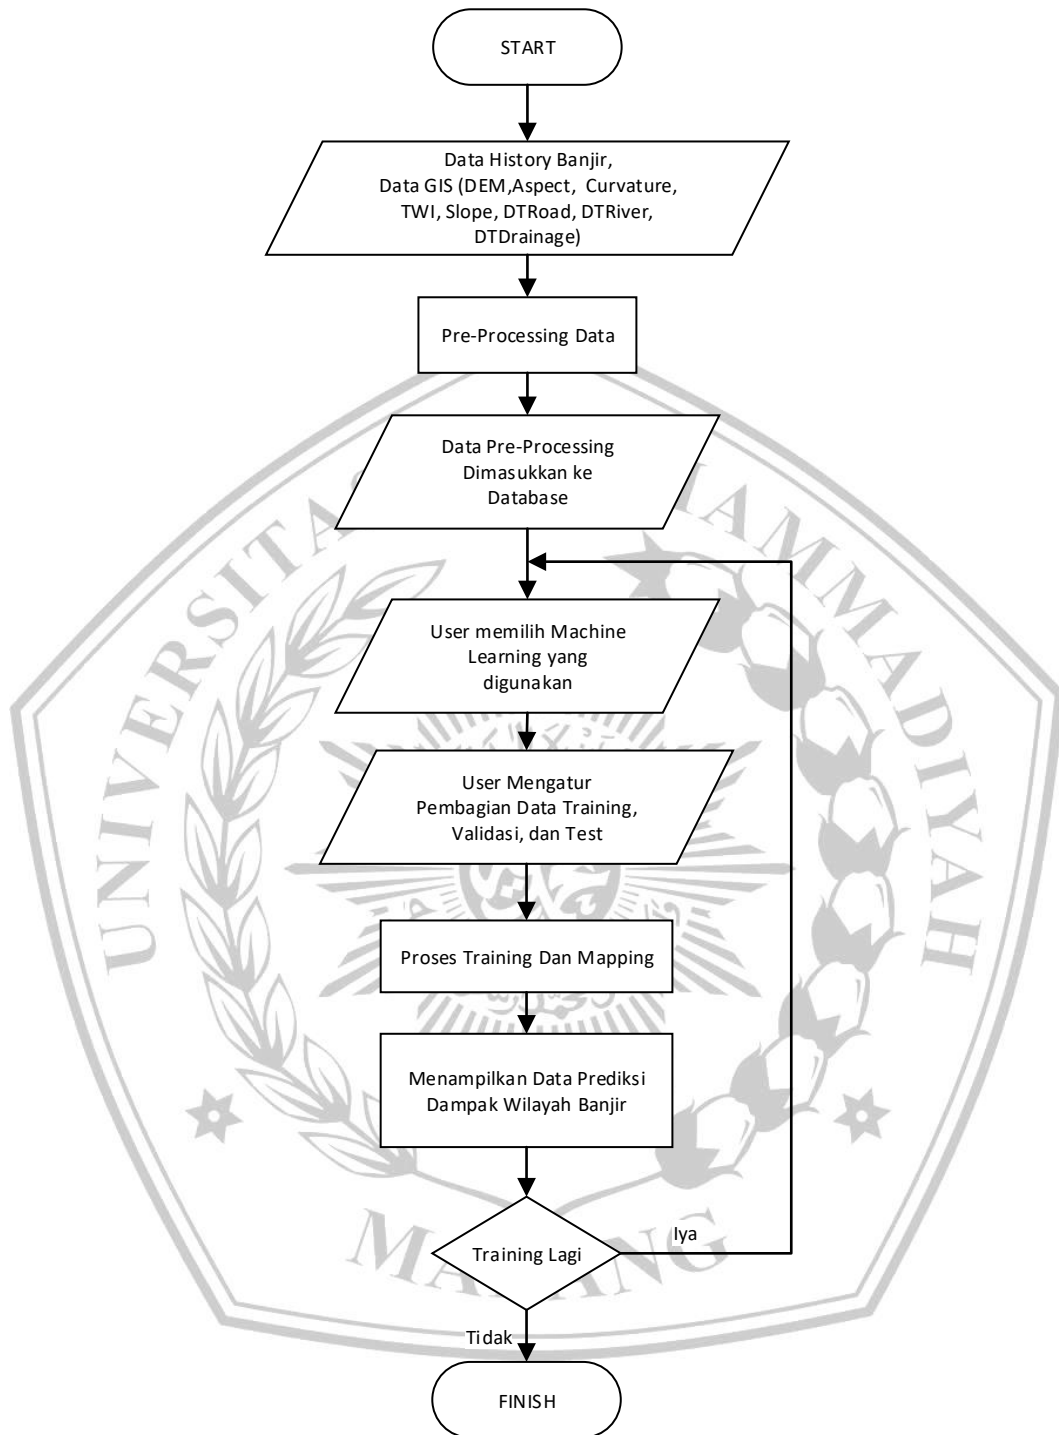 START
Data History Banjir,
Data GIS (DEM,Aspect, Curvature,
TWI, Slope, DTRoad, DTRiver,
DTDrainage)
Pre-Processing Data
Data Pre-Processing
Dimasukkan ke
Database
User memilih Machine
Learning yang
digunakan
User Mengatur
Pembagian Data Training,
Validasi, dan Test
Proses Training Dan Mapping
Menampilkan Data Prediksi
Dampak Wilayah Banjir
Training Lagi
Iya
Tidak
FINISH